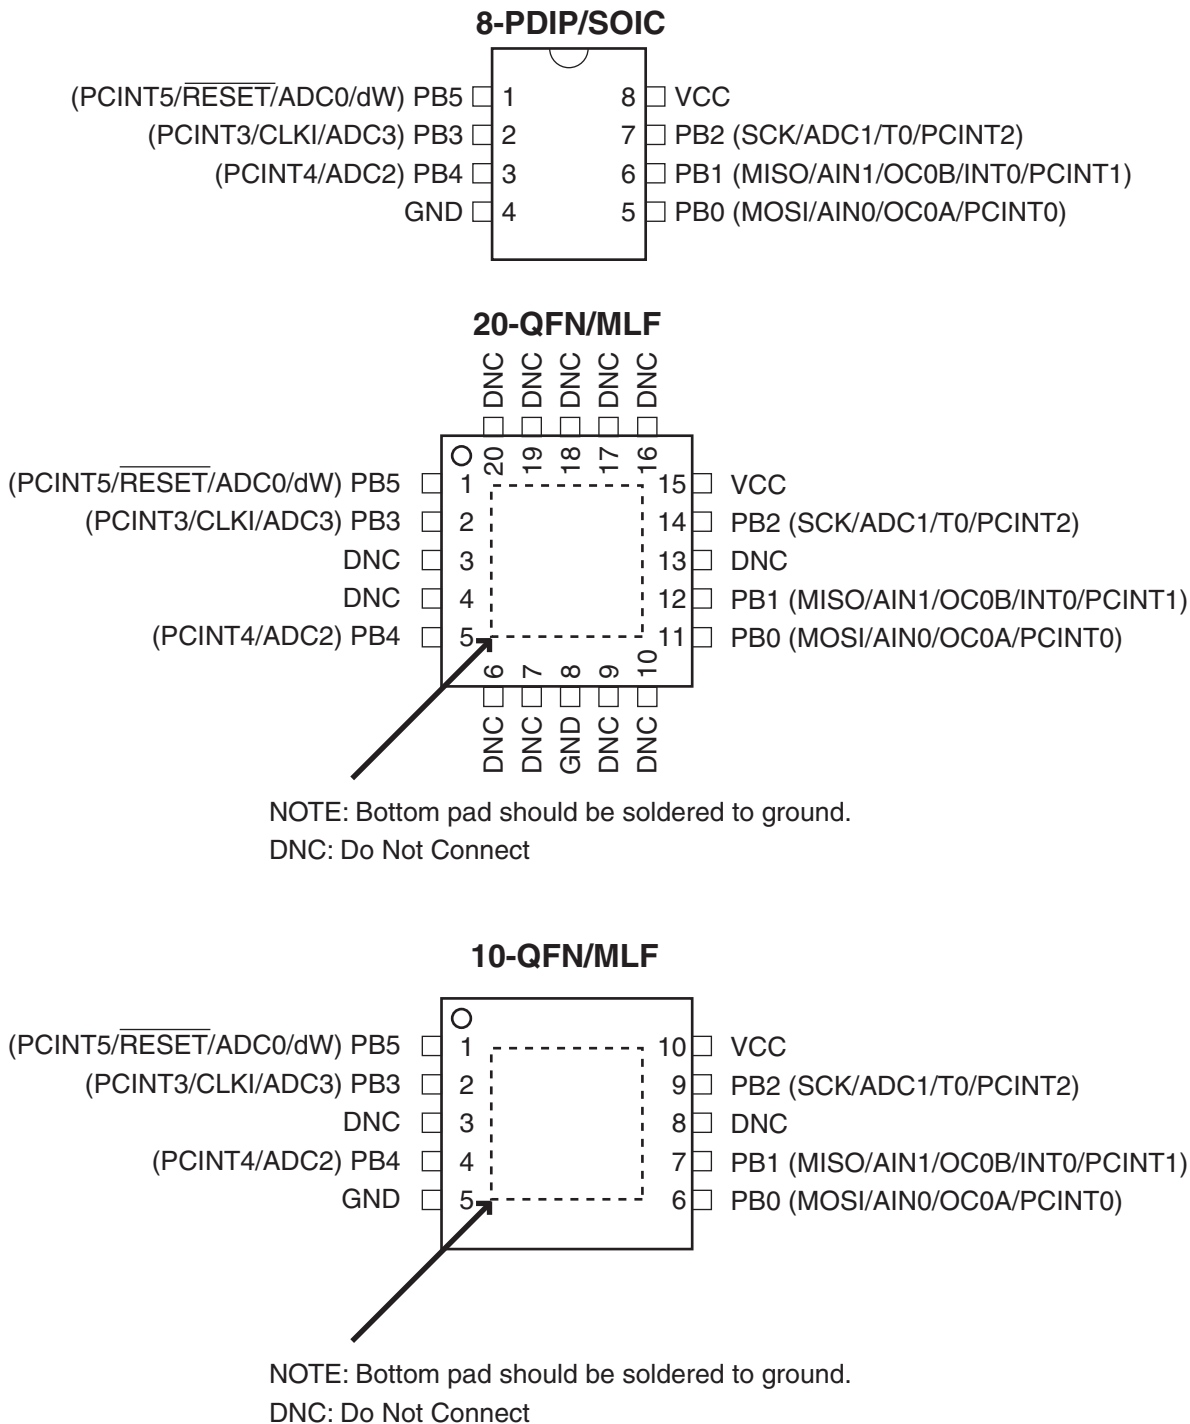 8-PDIP/SOIC
(PCINT5/RESET/ADC0/dW) PB5 1 8 VCC
(PCINT3/CLKI/ADC3) PB3 2 7 PB2 (SCK/ADC1/T0/PCINT2)
(PCINT4/ADC2) PB4 3 6 PB1 (MISO/AIN1/OC0B/INT0/PCINT1)
GND 4 5 PB0 (MOSI/AIN0/OC0A/PCINT0)
20-QFN/MLF
DNC DNC DNC DNC DNC
20 19 18 17 16
(PCINT5/RESET/ADC0/dW) PB5 1 15 VCC
(PCINT3/CLKI/ADC3) PB3 2 14 PB2 (SCK/ADC1/T0/PCINT2)
DNC 3 13 DNC
DNC 4 12 PB1 (MISO/AIN1/OC0B/INT0/PCINT1)
(PCINT4/ADC2) PB4 5 11 PB0 (MOSI/AIN0/OC0A/PCINT0)
6 7 8 9 10
DNC DNC GND DNC DNC
NOTE: Bottom pad should be soldered to ground.
DNC: Do Not Connect
10-QFN/MLF
(PCINT5/RESET/ADC0/dW) PB5 1 10 VCC
(PCINT3/CLKI/ADC3) PB3 2 9 PB2 (SCK/ADC1/T0/PCINT2)
DNC 3 8 DNC
(PCINT4/ADC2) PB4 4 7 PB1 (MISO/AIN1/OC0B/INT0/PCINT1)
GND 5 6 PB0 (MOSI/AIN0/OC0A/PCINT0)
NOTE: Bottom pad should be soldered to ground.
DNC: Do Not Connect